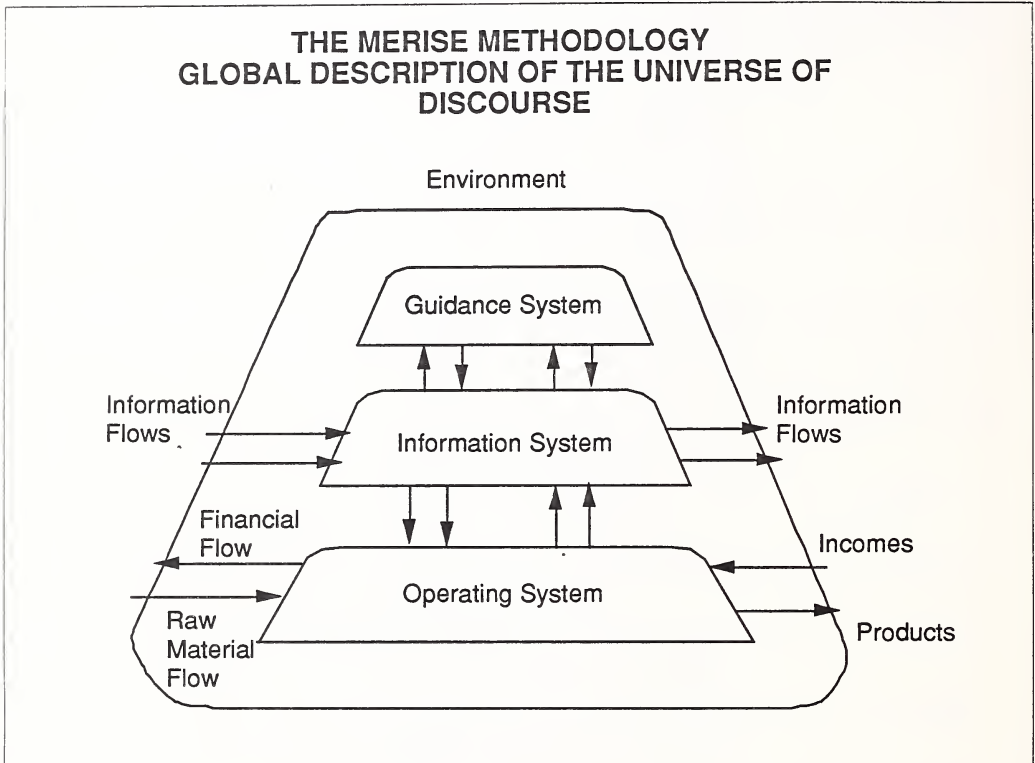 THE MERISE METHODOLOGY
GLOBAL DESCRIPTION OF THE UNIVERSE OF
DISCOURSE
Environment
Guidance System
Information
Flows
Information System
Information
Flows
Financial
Flow
Incomes
Operating System
Raw
Material
Flow
Products